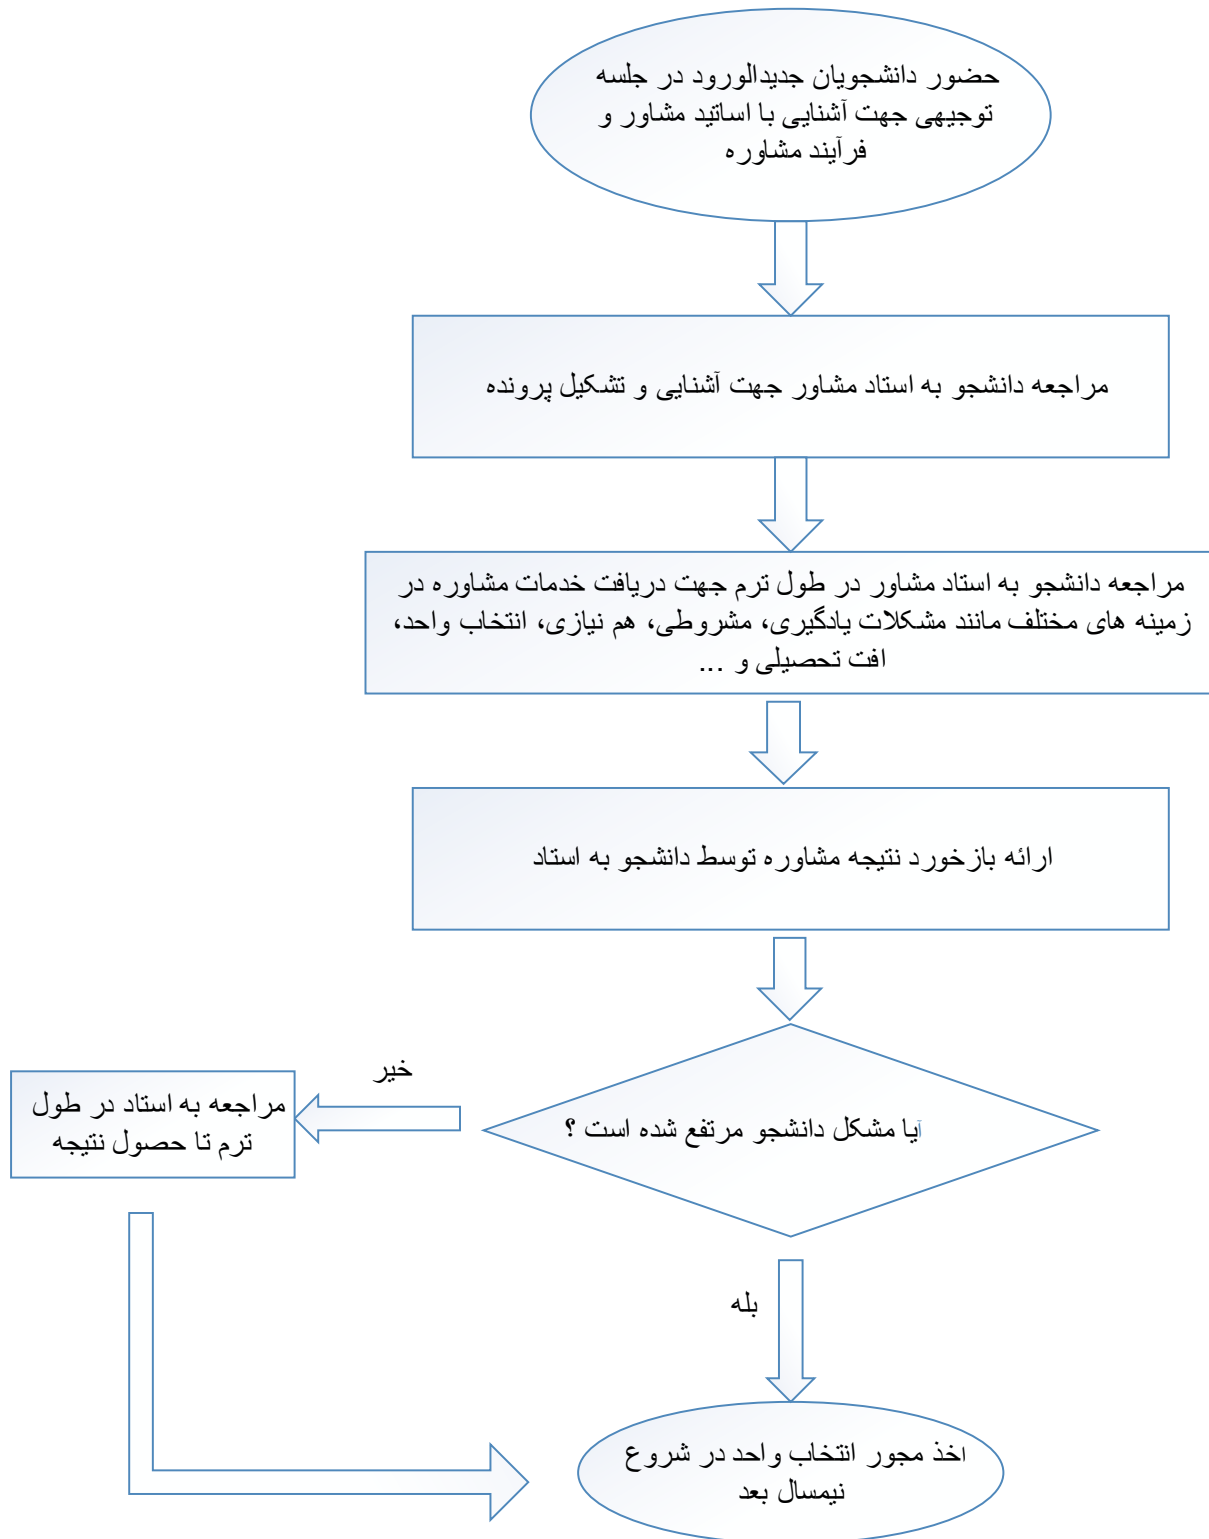 حضور دانشجویان جدیدالورود در جلسه
توجیهی جهت آشنایی با اساتید مشاور و
فرآیند مشاوره
مراجعه دانشجو به استاد مشاور جهت آشنایی و تشکیل پرونده
مراجعه دانشجو به استاد مشاور در طول ترم جهت دریافت خدمات مشاوره در
زمینه های مختلف مانند مشکلات یادگیری، مشروطی، هم نیازی، انتخاب واحد،
افت تحصیلی و ...
ارائه بازخورد نتیجه مشاوره توسط دانشجو به استاد
آیا مشکل دانشجو مرتفع شده است ؟
خیر
مراجعه به استاد در طول
ترم تا حصول نتیجه
بله
اخذ مجور انتخاب واحد در شروع
نیمسال بعد